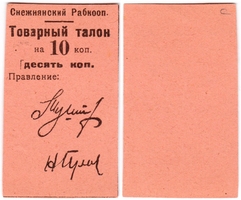 Снежнянский Рабкооп.
Товарный талон
на 10 коп.
десять коп.
Правление: